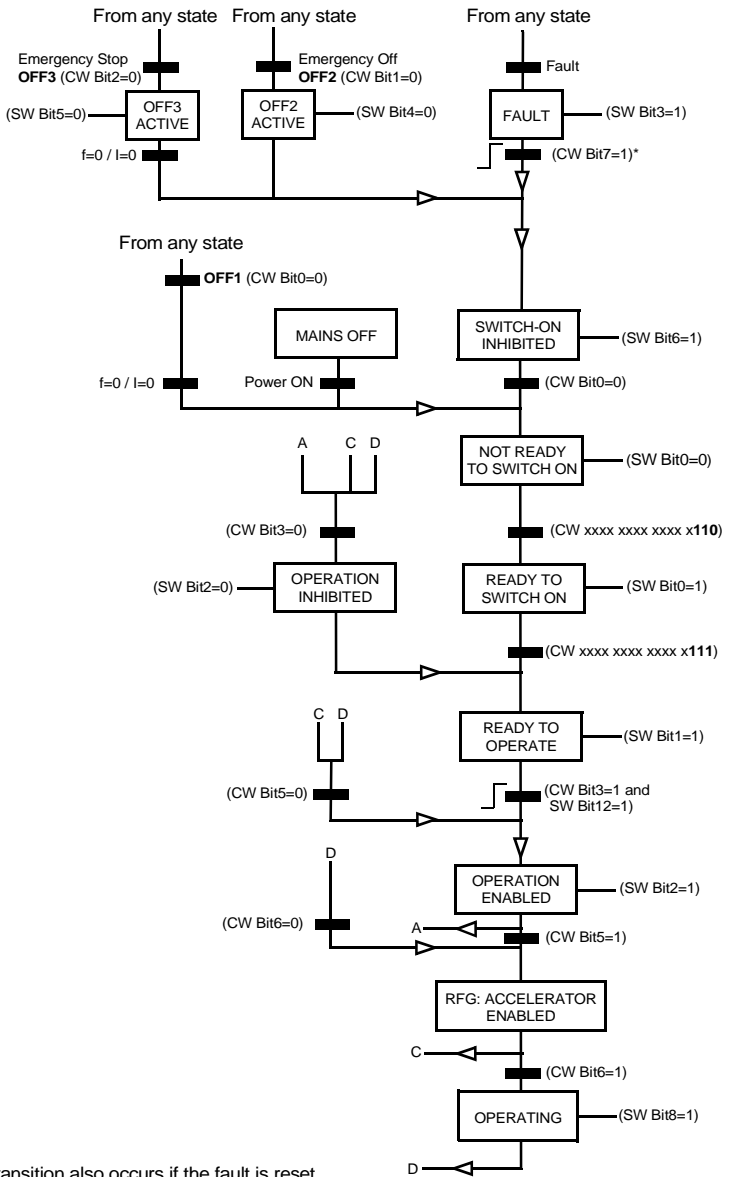 From any state
From any state
From any state
Emergency Stop
OFF3 (CW Bit2=0)
Emergency Off
OFF2 (CW Bit1=0)
Fault
(SW Bit5=0)
OFF3
ACTIVE
OFF2
ACTIVE
(SW Bit4=0)
FAULT
(SW Bit3=1)
f=0 / I=0
(CW Bit7=1)*
From any state
OFF1 (CW Bit0=0)
MAINS OFF
SWITCH-ON
INHIBITED
(SW Bit6=1)
f=0 / I=0
Power ON
(CW Bit0=0)
A C D
NOT READY
TO SWITCH ON
(SW Bit0=0)
(CW Bit3=0)
(CW xxxx xxxx xxxx x110)
(SW Bit2=0)
OPERATION
INHIBITED
READY TO
SWITCH ON
(SW Bit0=1)
(CW xxxx xxxx xxxx x111)
C D
READY TO
OPERATE
(SW Bit1=1)
(CW Bit5=0)
(CW Bit3=1 and
SW Bit12=1)
D
OPERATION
ENABLED
(SW Bit2=1)
(CW Bit6=0)
A
(CW Bit5=1)
RFG: ACCELERATOR
ENABLED
C
(CW Bit6=1)
OPERATING
(SW Bit8=1)
D
also occurs if the fault is reset